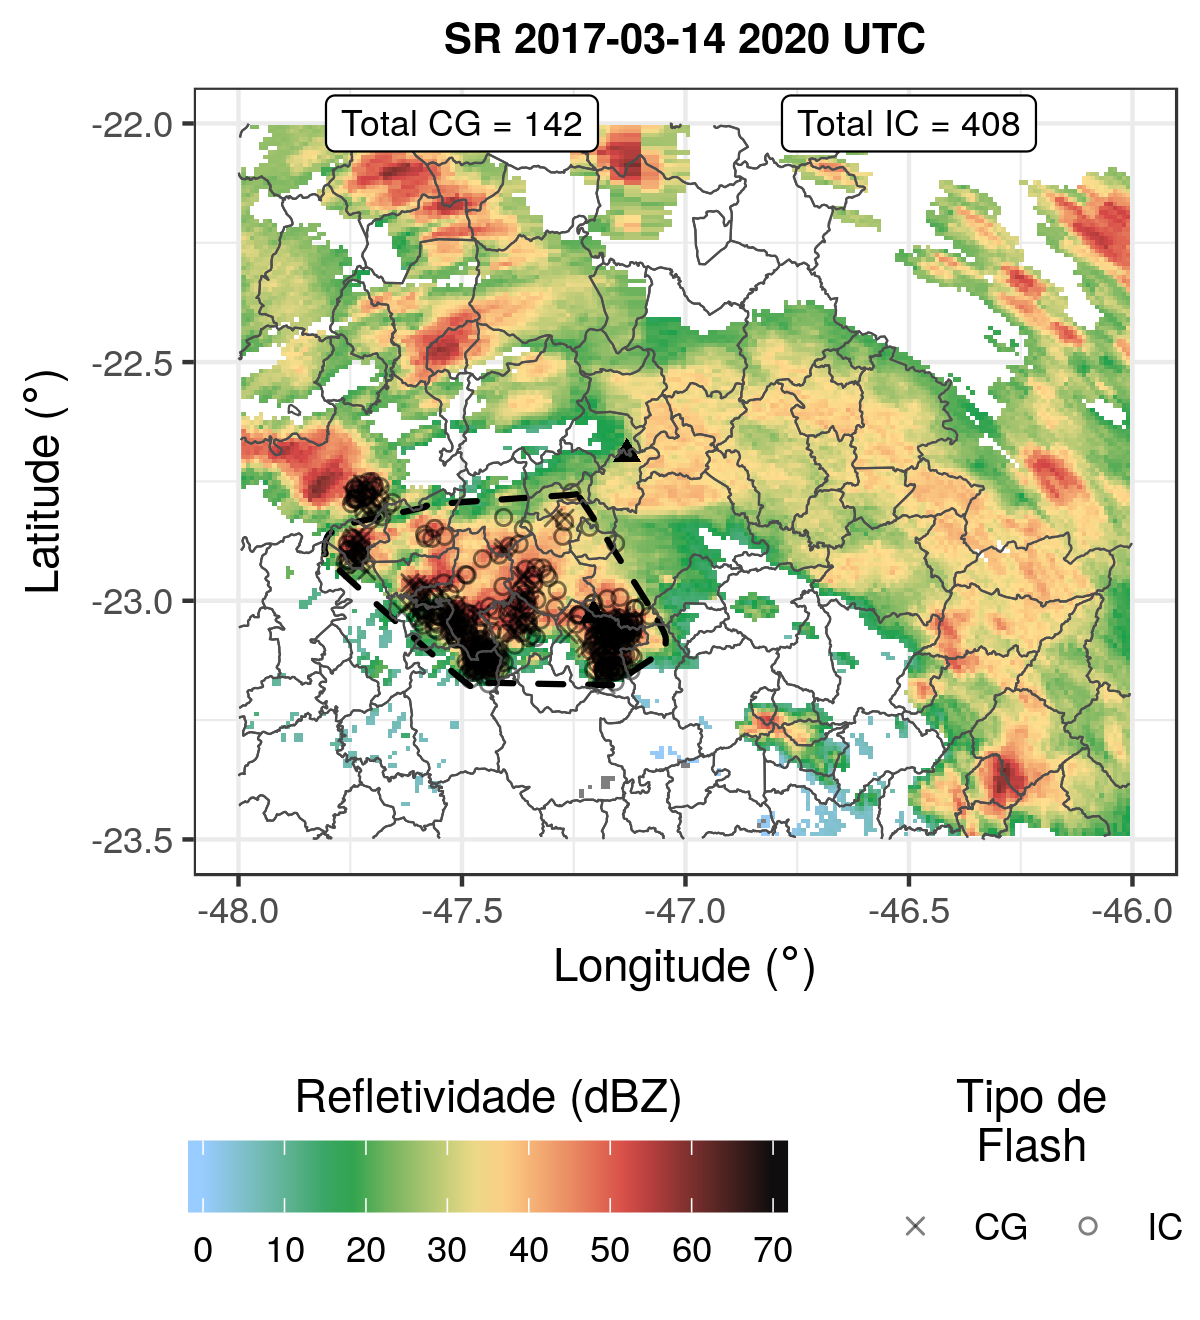 SR 2017-03-14 2020 UTC
Total CG = 142
Total IC = 408
-22.0
-22.5
-23.0
-23.5
Latitude (°)
-48.0
-47.5
-47.0
-46.5
-46.0
Longitude (°)
Refletividade (dBZ)
0 10 20 30 40 50 60 70
Tipo de
Flash
CG
IC